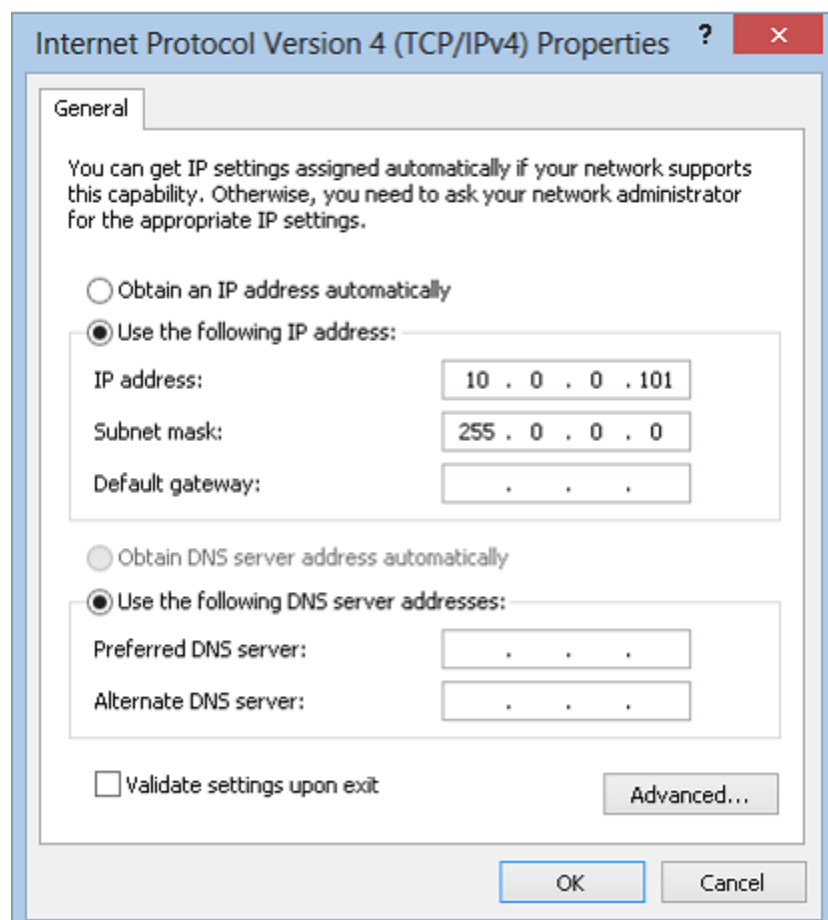 Internet Protocol Version 4 (TCP/IPv4) Properties ? ×
General
You can get IP settings assigned automatically if your network supports
this capability. Otherwise, you need to ask your network administrator
for the appropriate IP settings.
Obtain an IP address automatically
Use the following IP address:
IP address: 10 . 0 . 0 . 101
Subnet mask: 255 . 0 . 0 . 0
Default gateway: . . .
Obtain DNS server address automatically
Use the following DNS server addresses:
Preferred DNS server: . . .
Alternate DNS server: . . .
Validate settings upon exit
Advanced...
OK Cancel